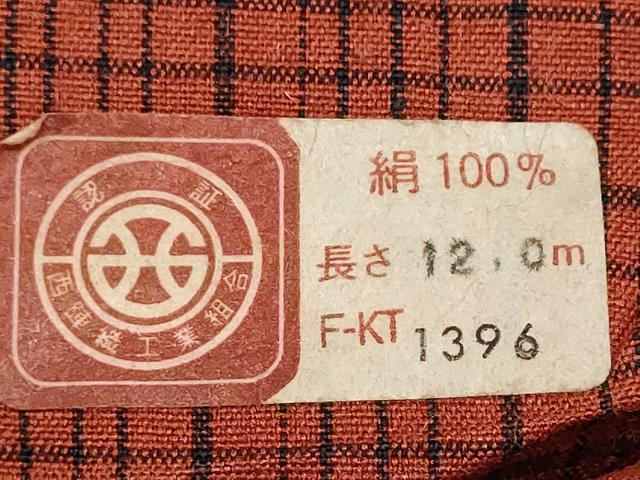 認証
西陣織工業組合
絹 100%
長さ 12.0m
F-KT 1396